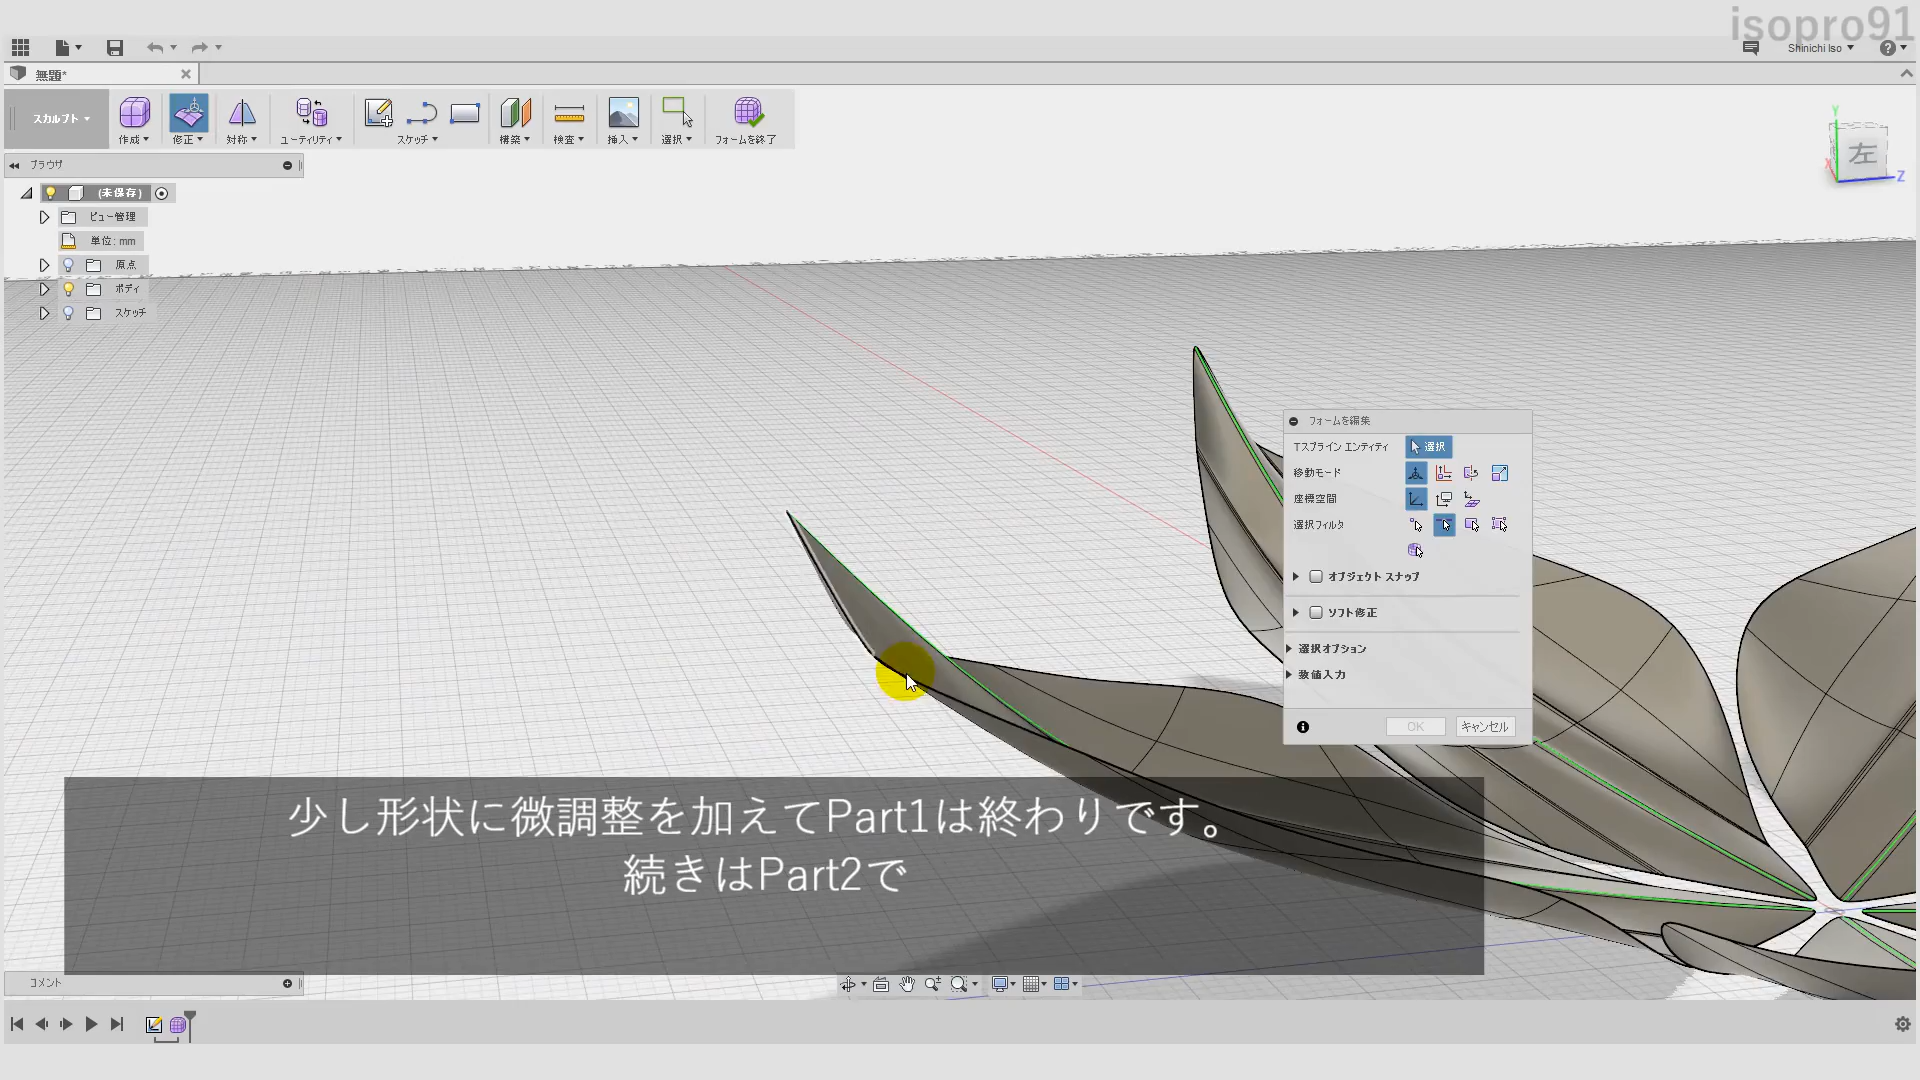 isopro91
Shinichi Iso
無題*
スカルプト
作成
修正
対称
ユーティリティ
スケッチ
構築
検査
挿入
選択
フォームを終了
ブラウザ
(未保存)
ビュー管理
単位: mm
原点
ボディ
スケッチ
Y
X
左
Z
フォームを編集
Tスプライン エンティティ
選択
移動モード
座標空間
選択フィルタ
オブジェクト スナップ
ソフト修正
選択オプション
数値入力
OK
キャンセル
少し形状に微調整を加えてPart1は終わりです。
続きはPart2で
コメント